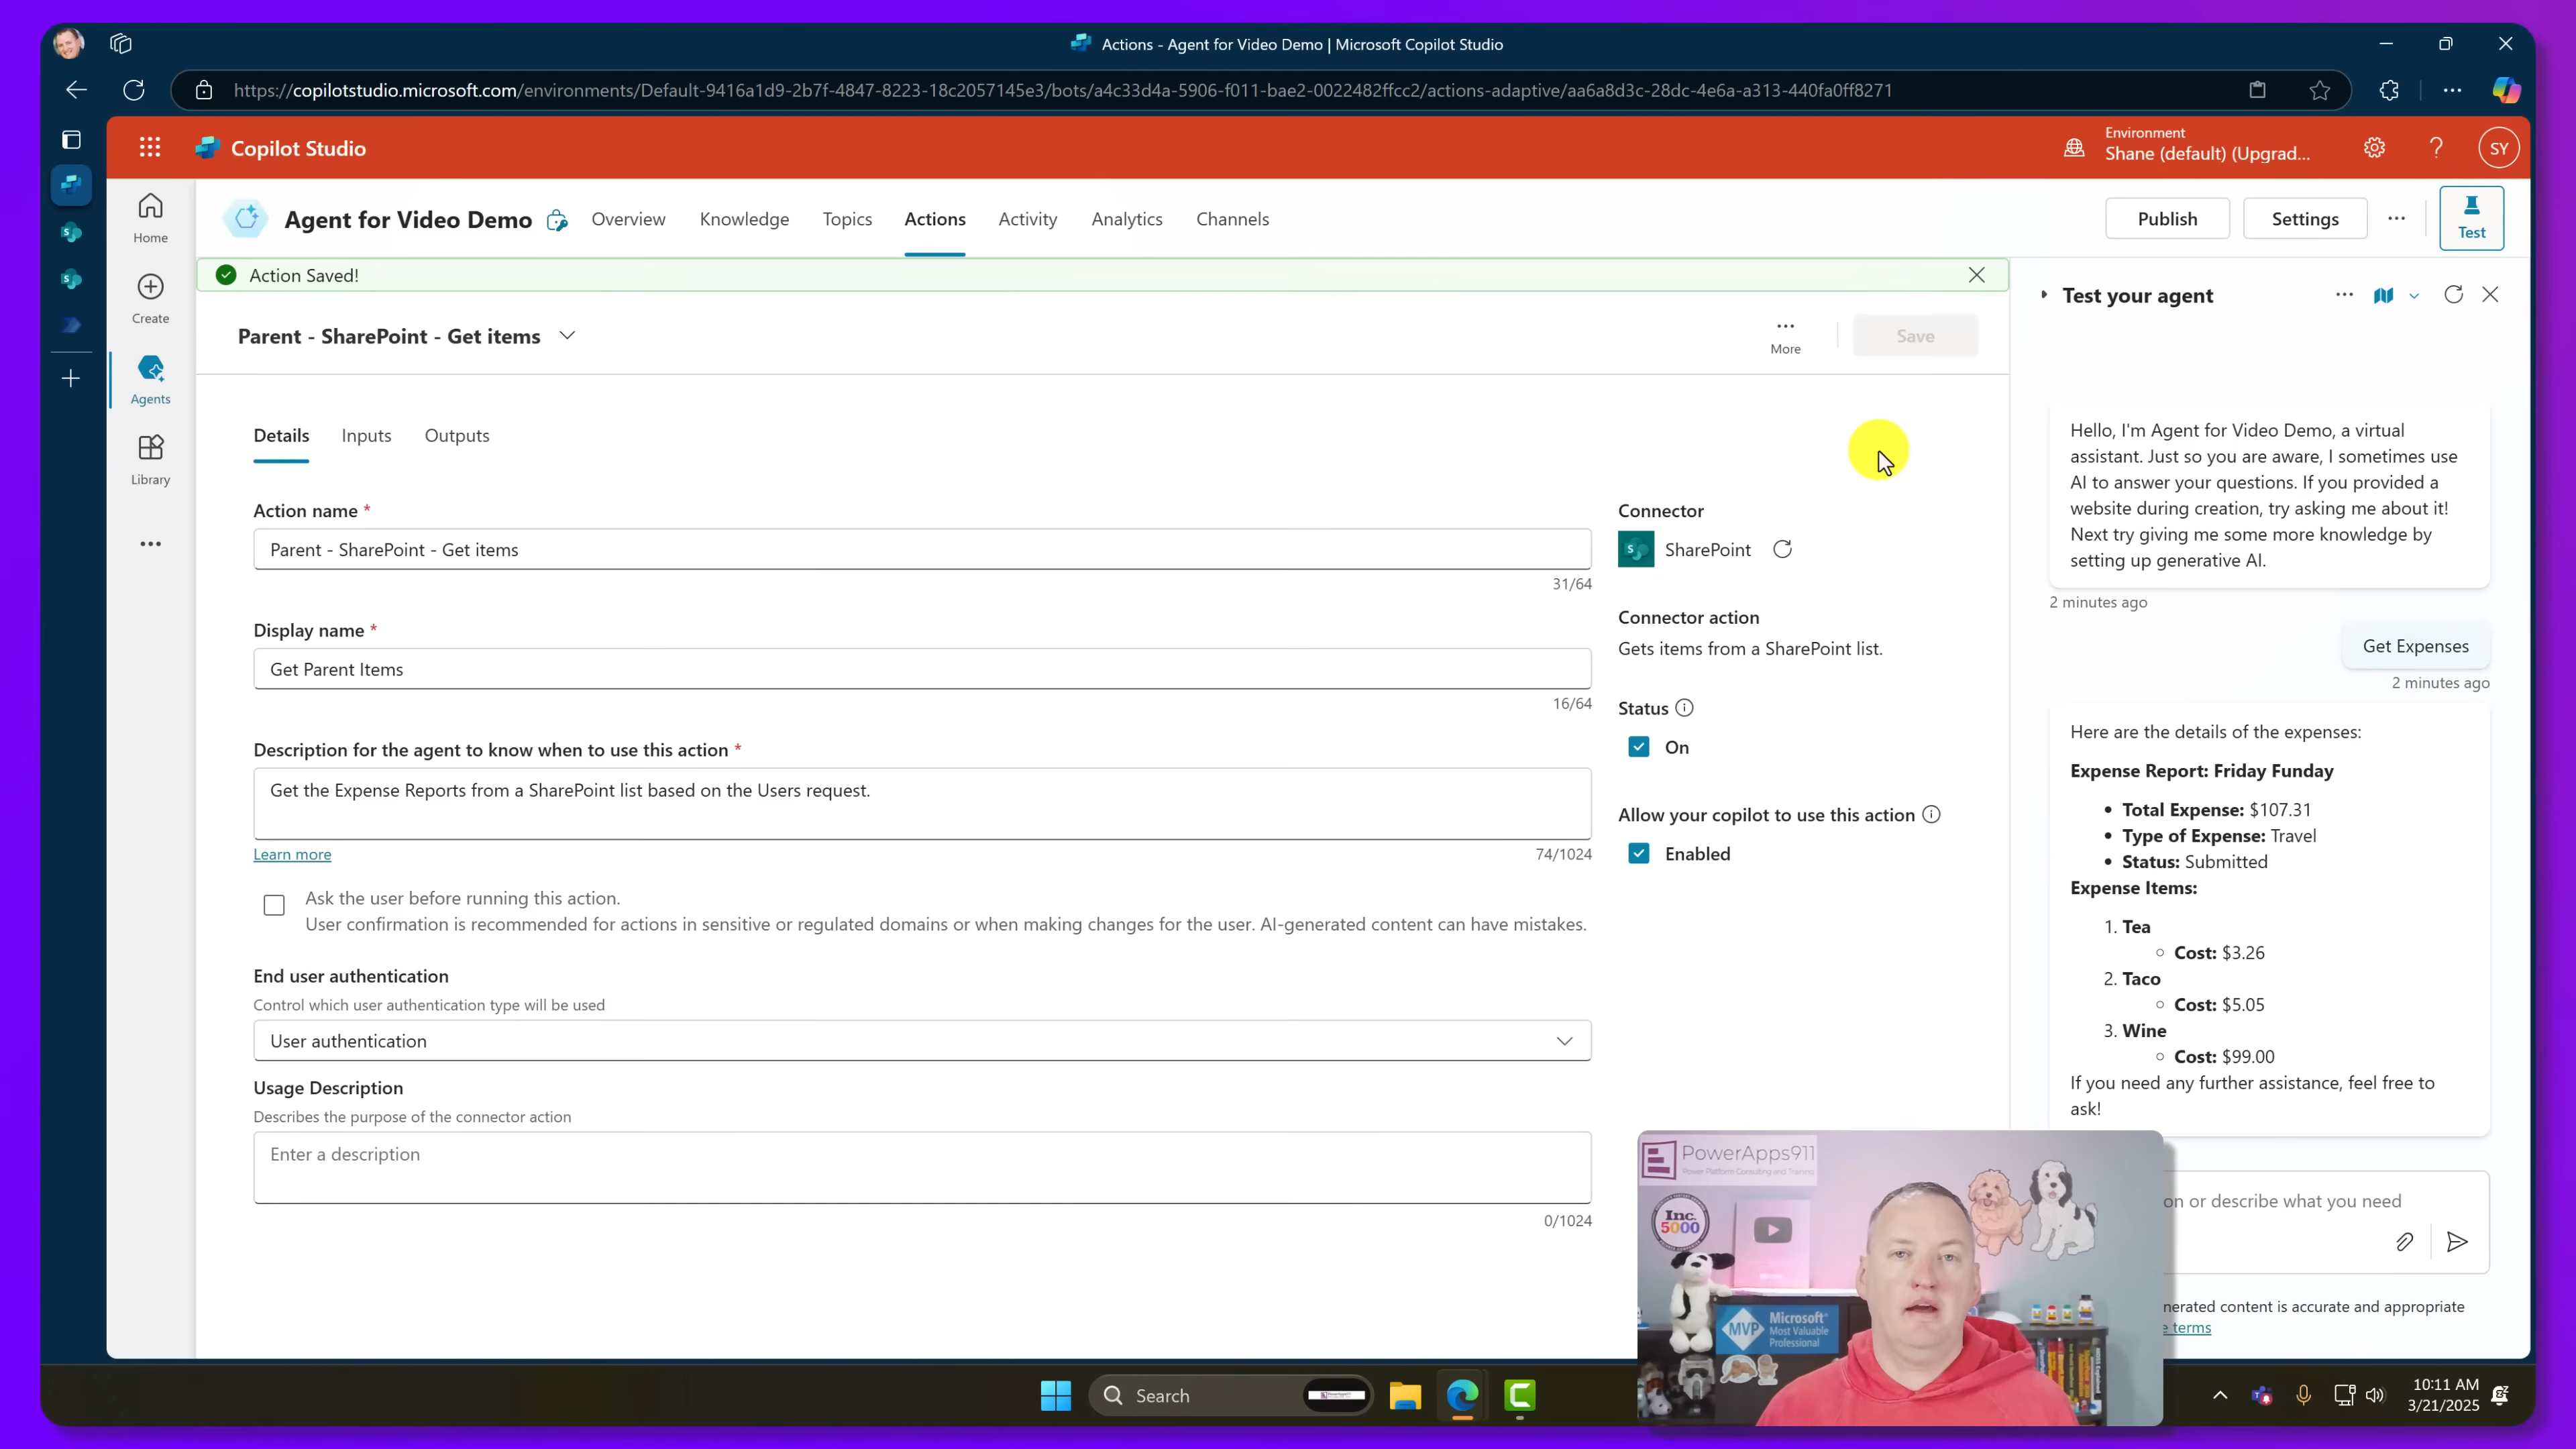 Actions - Agent for Video Demo | Microsoft Copilot Studio
https://copilotstudio.microsoft.com/environments/Default-9416a1d9-2b7f-4847-8223-18c2057145e3/bots/a4c33d4a-5906-f011-bae2-0022482ffcc2/actions-adaptive/aa6a8d3c-28dc-4e6a-a313-440fa0ff8271
Copilot Studio
Environment
Shane (default) (Upgrad...
SY
Home
Create
Agents
Library
Agent for Video Demo
Overview
Knowledge
Topics
Actions
Activity
Analytics
Channels
Publish
Settings
Test
Action Saved!
Parent - SharePoint - Get items
More
Save
Details
Inputs
Outputs
Action name *
Parent - SharePoint - Get items
31/64
Display name *
Get Parent Items
16/64
Description for the agent to know when to use this action *
Get the Expense Reports from a SharePoint list based on the Users request.
Learn more
74/1024
Ask the user before running this action.
User confirmation is recommended for actions in sensitive or regulated domains or when making changes for the user. AI-generated content can have mistakes.
End user authentication
Control which user authentication type will be used
User authentication
Usage Description
Describes the purpose of the connector action
Enter a description
0/1024
Connector
SharePoint
Connector action
Gets items from a SharePoint list.
Status
On
Allow your copilot to use this action
Enabled
Test your agent
Hello, I'm Agent for Video Demo, a virtual
assistant. Just so you are aware, I sometimes use
AI to answer your questions. If you provided a
website during creation, try asking me about it!
Next try giving me some more knowledge by
setting up generative AI.
2 minutes ago
Get Expenses
2 minutes ago
Here are the details of the expenses:
Expense Report: Friday Funday
• Total Expense: $107.31
• Type of Expense: Travel
• Status: Submitted
Expense Items:
1. Tea
Cost: $3.26
2. Taco
Cost: $5.05
3. Wine
Cost: $99.00
If you need any further assistance, feel free to
ask!
on or describe what you need
nerated content is accurate and appropriate
e terms
PowerApps911
Power Platform Consulting and Training
Inc.
5000
MVP
Microsoft
Most Valuable
Professional
Search
10:11 AM
3/21/2025